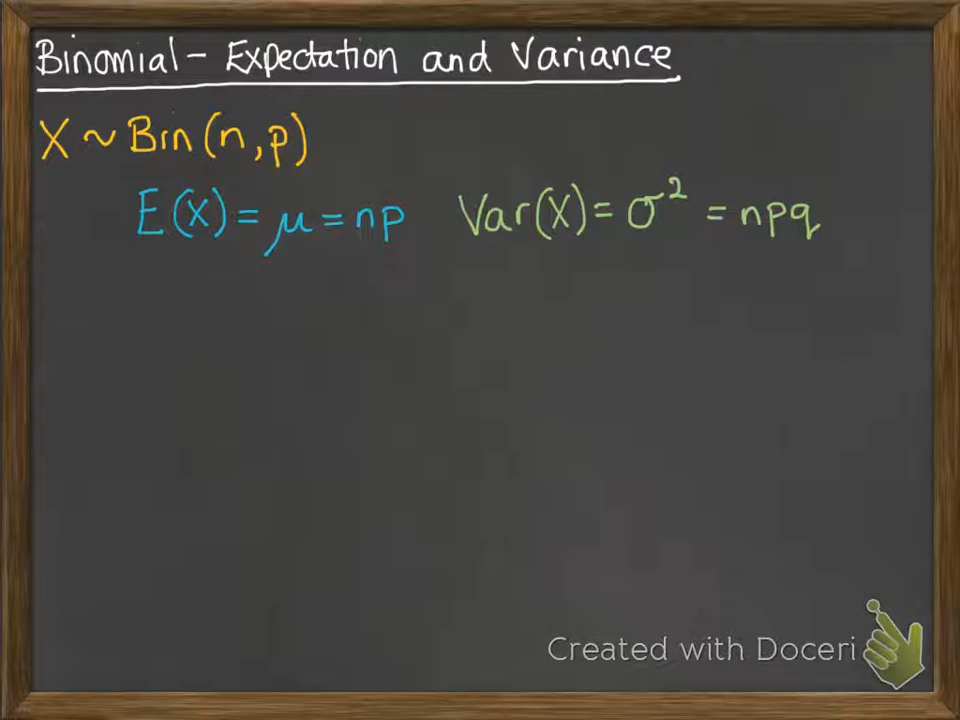 Binomial - Expectation and Variance
X ~ Bin(n,p)
E(X) = μ = np Var(X) = σ² = npq
Created with Doceri